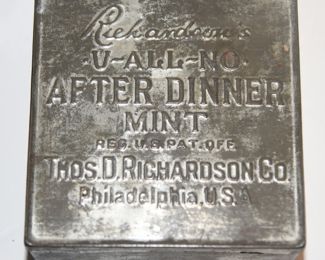 Richardson's
·U-ALL-NO·
AFTER DINNER
MINT
REG. U.S. PAT. OFF.
THOS. D. RICHARDSON CO.
Philadelphia, U.S.A.